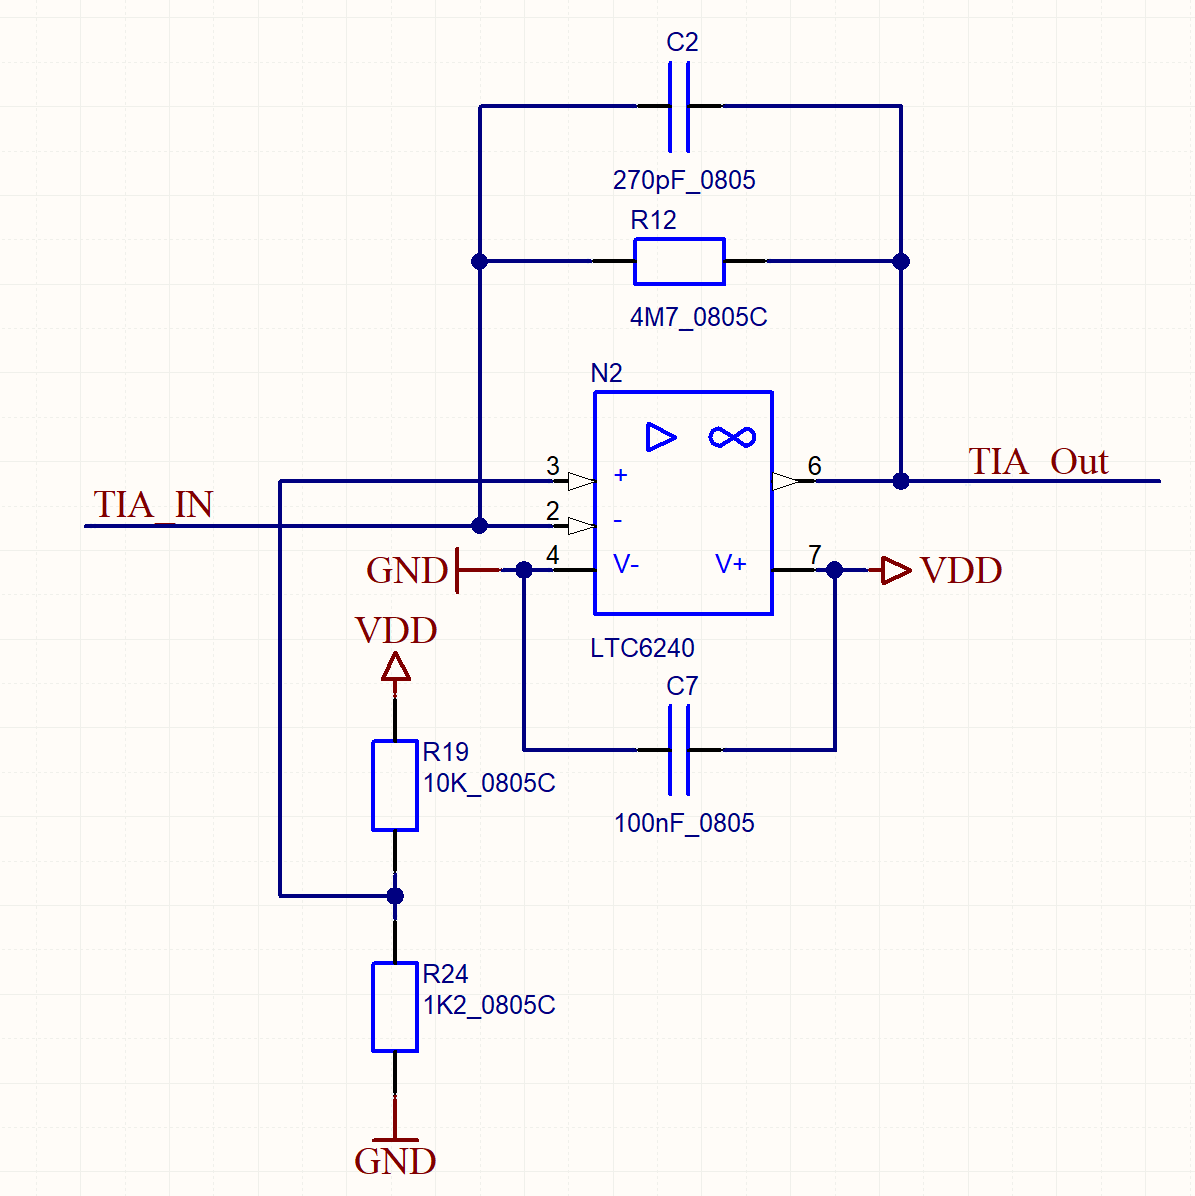 C2
270pF_0805
R12
4M7_0805C
N2
▷ ∞
3 + 6 TIA_Out
TIA_IN 2 -
GND 4 V- V+ 7 VDD
LTC6240
VDD
C7
100nF_0805
R19
10K_0805C
R24
1K2_0805C
GND